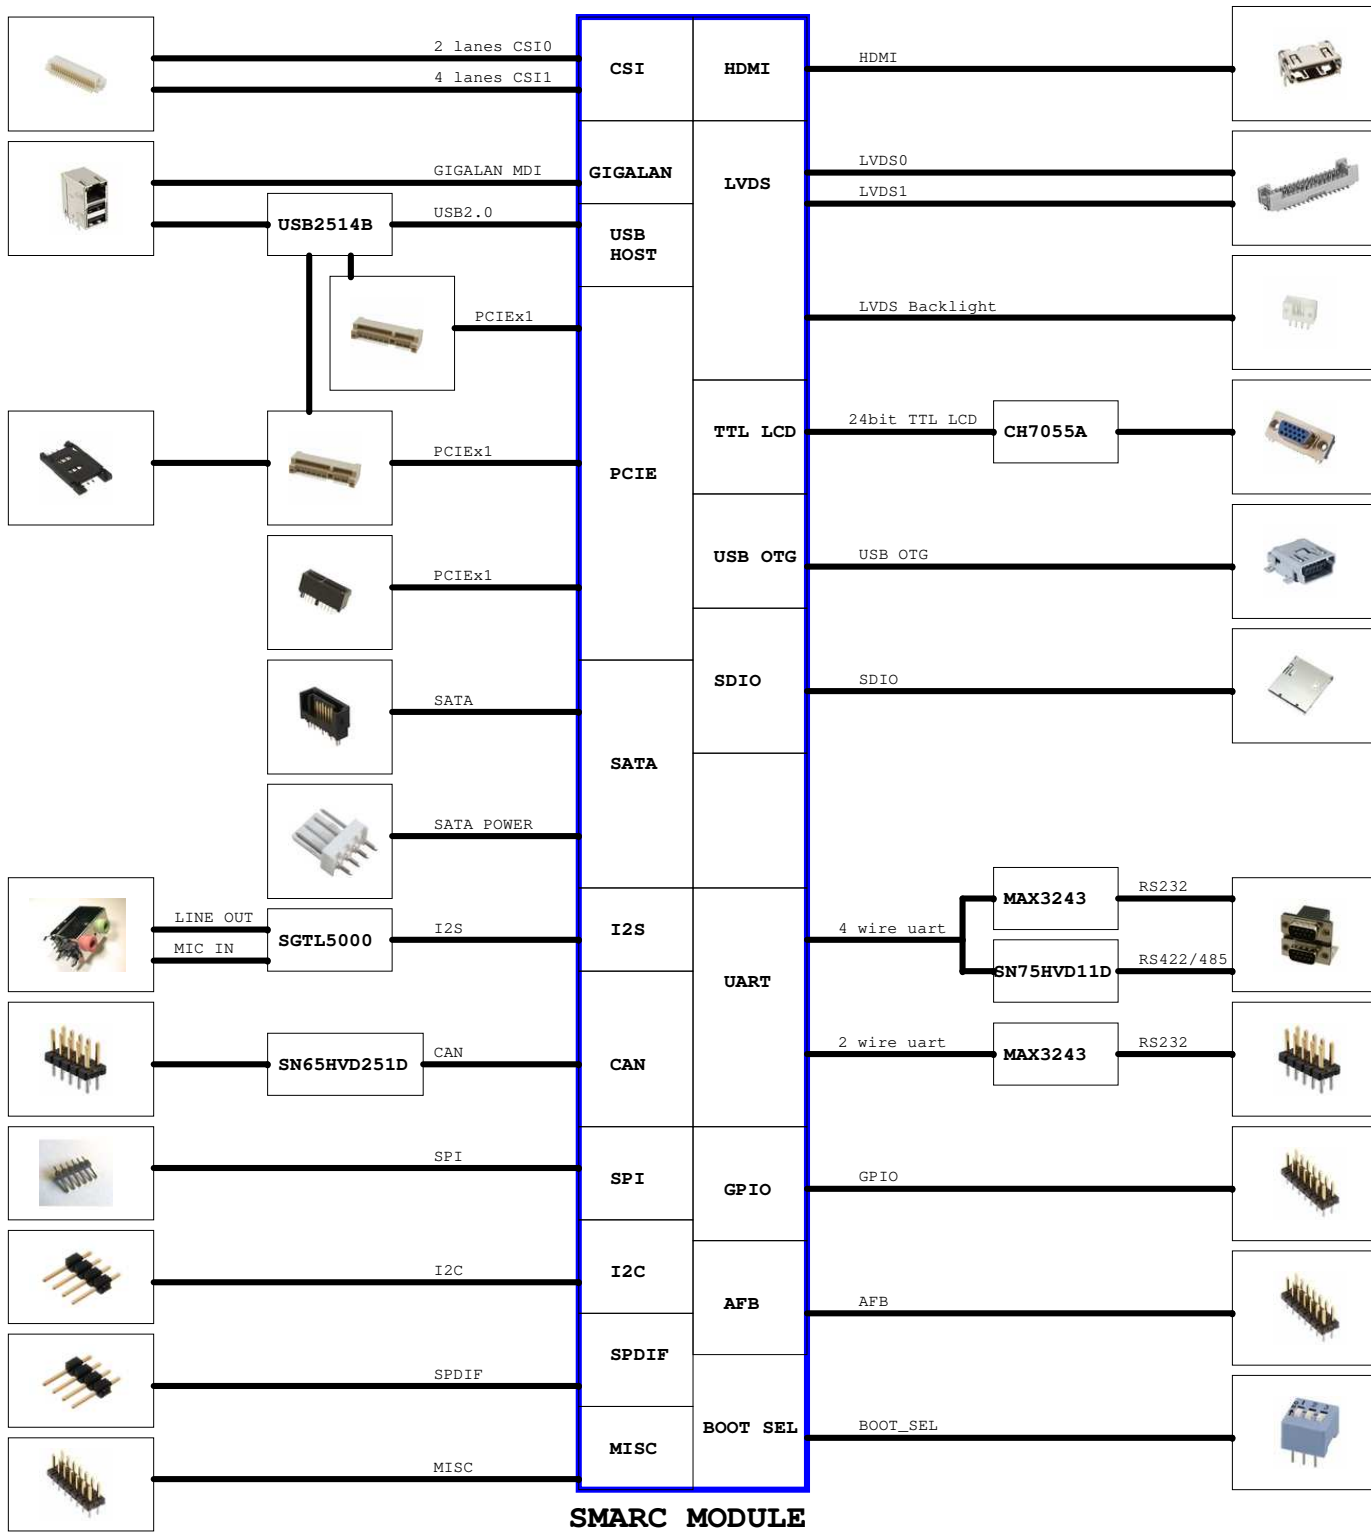 2 lanes CSI0
4 lanes CSI1
CSI
HDMI
HDMI
GIGALAN MDI
GIGALAN
LVDS
LVDS0
LVDS1
USB2514B
USB2.0
USB
HOST
PCIEx1
LVDS Backlight
TTL LCD
24bit TTL LCD
CH7055A
PCIEx1
PCIE
USB OTG
USB OTG
PCIEx1
SDIO
SDIO
SATA
SATA
SATA POWER
MAX3243
RS232
LINE OUT
MIC IN
SGTL5000
I2S
I2S
4 wire uart
SN75HVD11D
RS422/485
UART
SN65HVD251D
CAN
CAN
2 wire uart
MAX3243
RS232
SPI
SPI
GPIO
GPIO
I2C
I2C
AFB
AFB
SPDIF
SPDIF
BOOT SEL
BOOT_SEL
MISC
MISC
SMARC MODULE